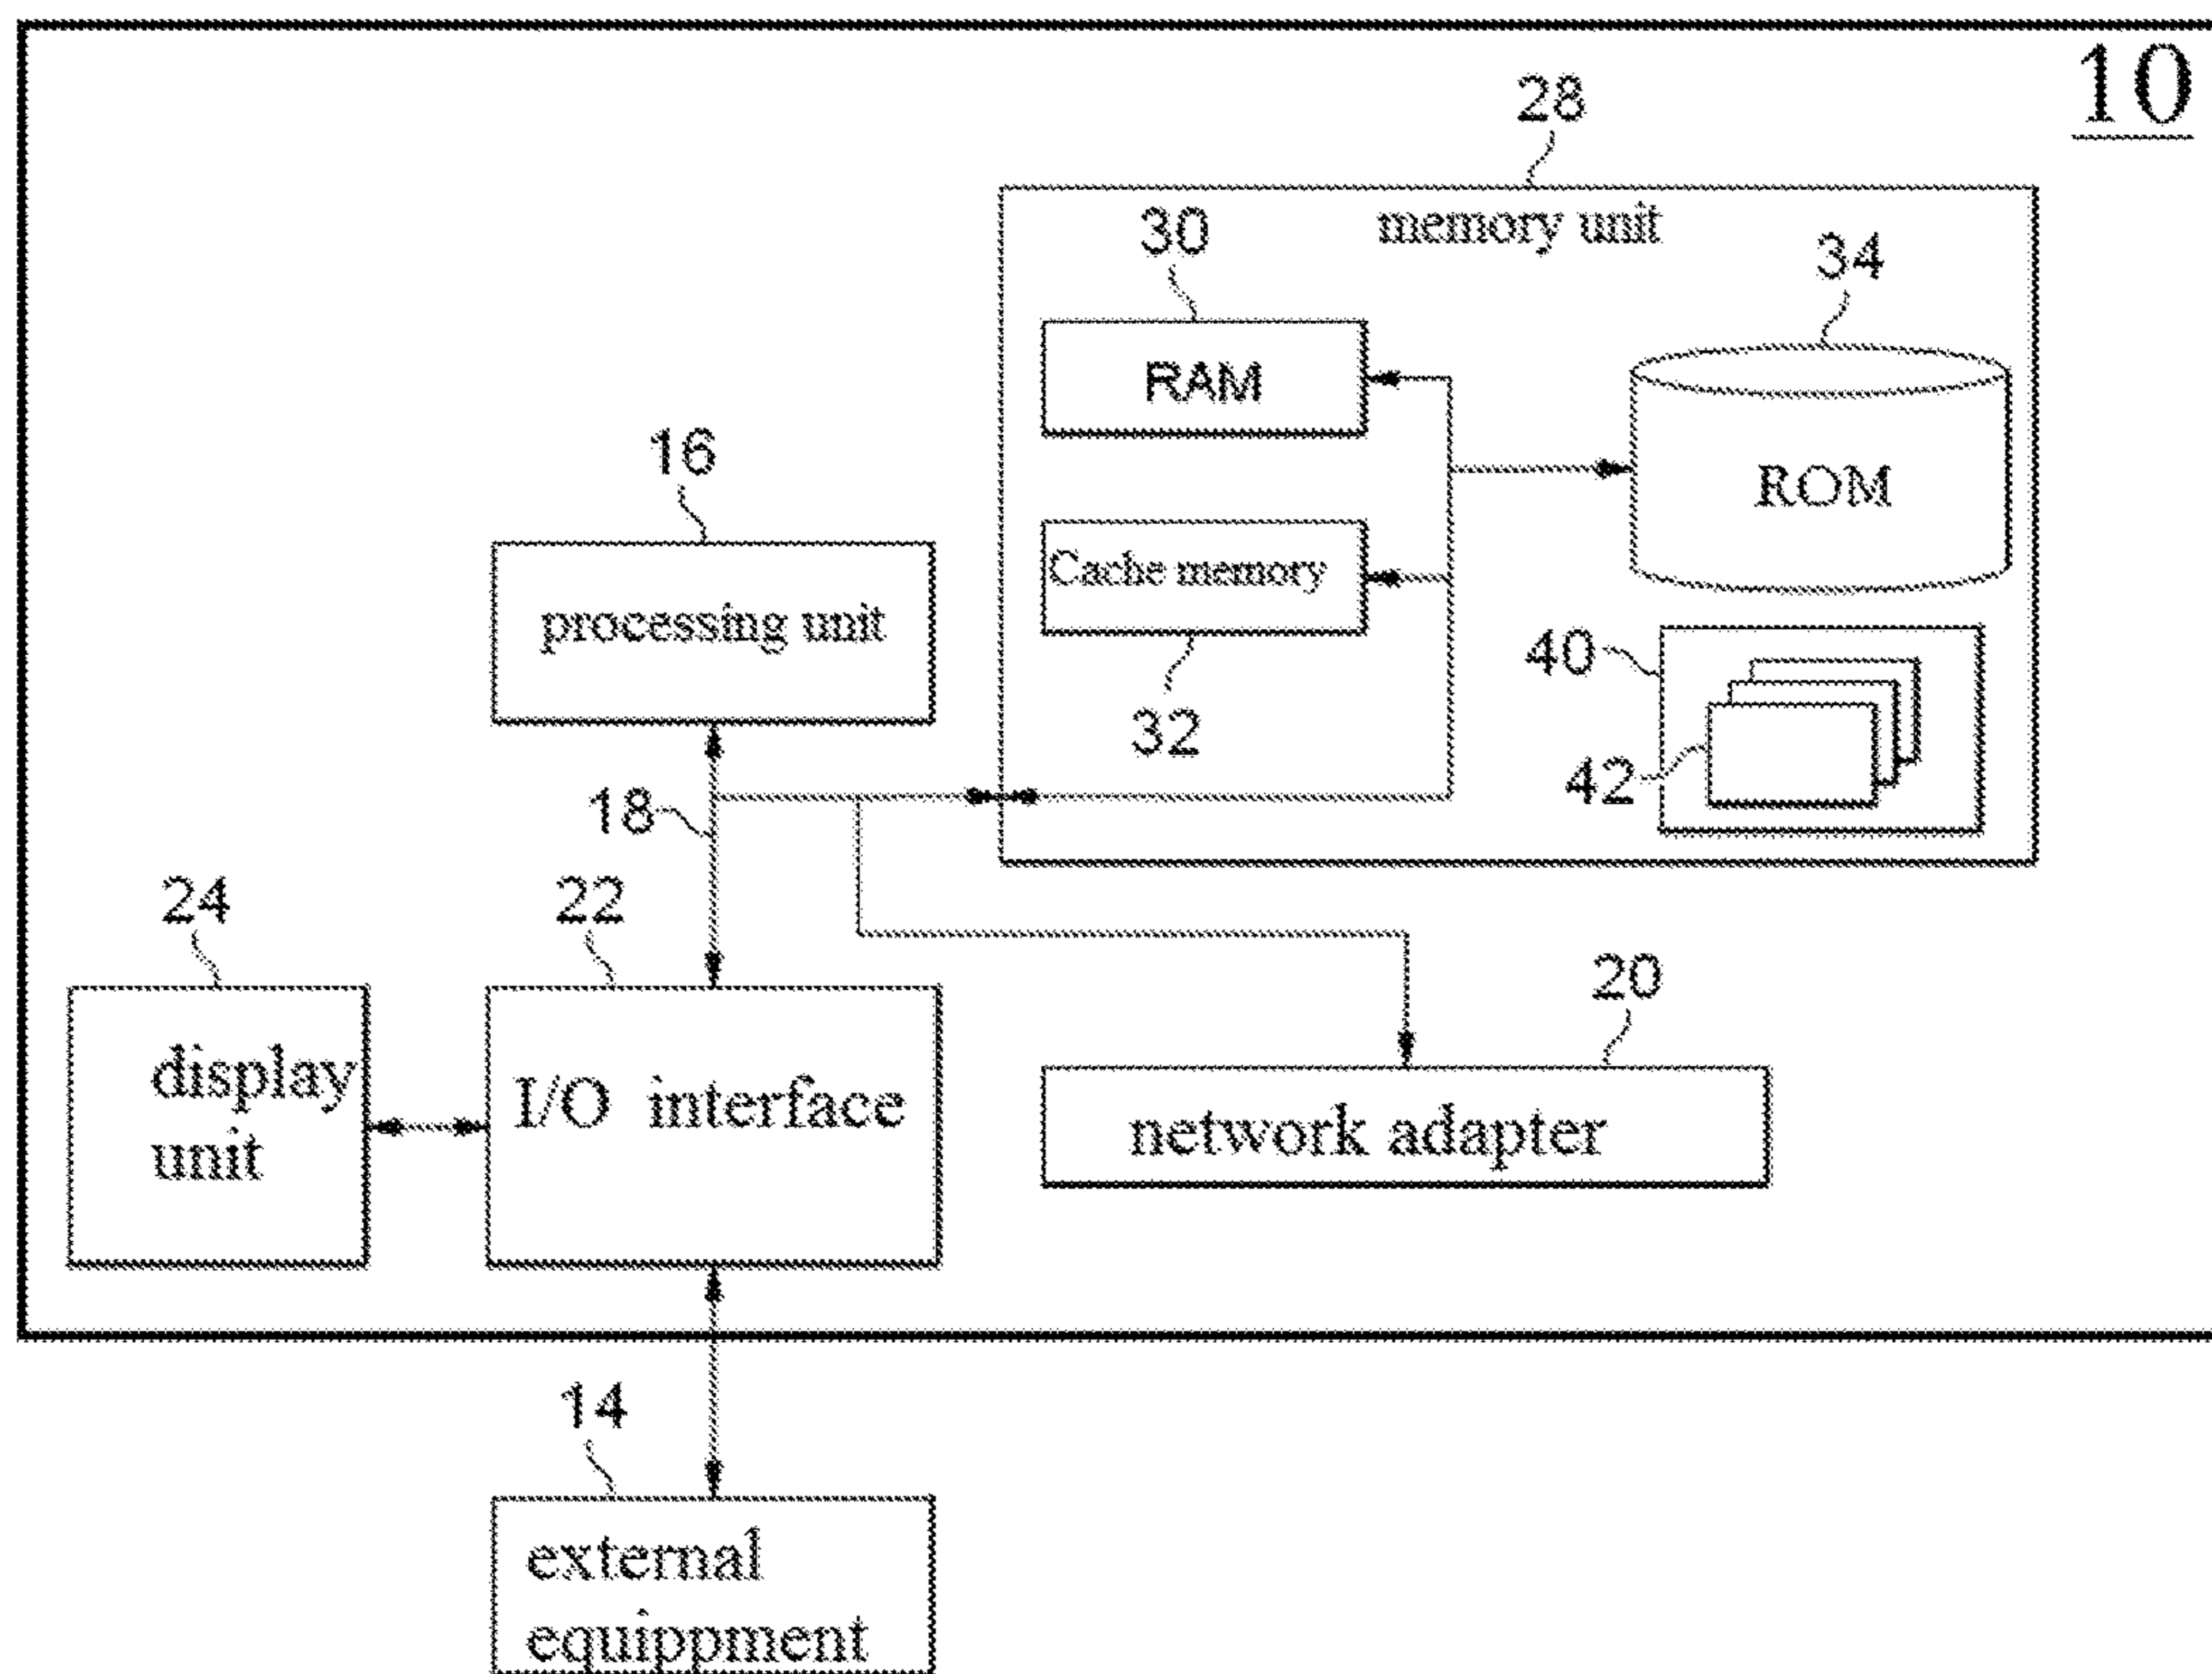 10
28
memory unit
30
34
RAM
ROM
16
Cache memory
processing unit
40
32
42
18
24
22
20
display
unit
I/O interface
network adapter
14
external
equippment